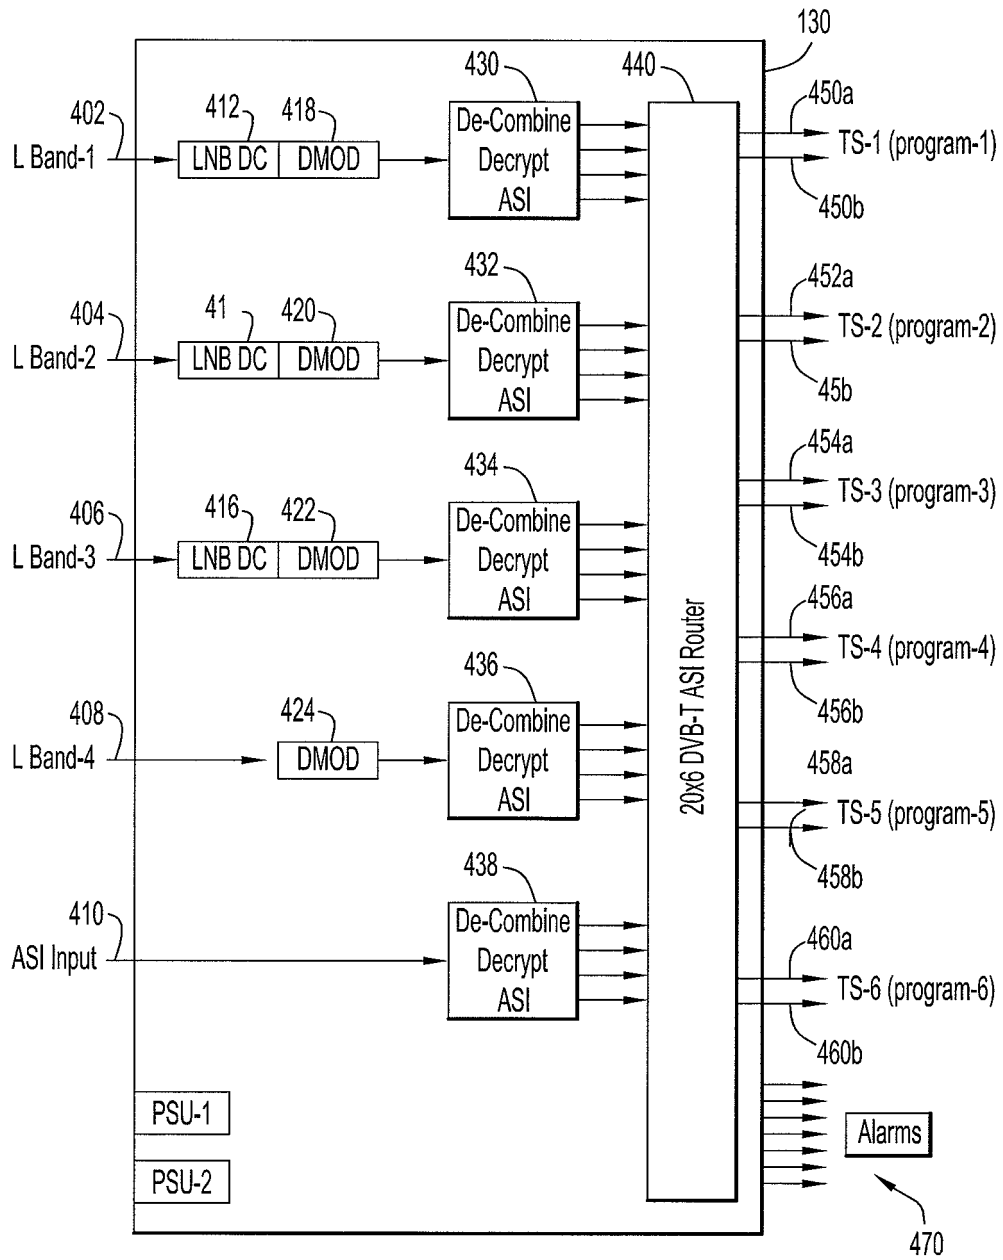 130
430
440
402
412
418
De-Combine
Decrypt
ASI
450a
L Band-1
LNB DC
DMOD
TS-1 (program-1)
450b
432
452a
404
41
420
De-Combine
Decrypt
ASI
TS-2 (program-2)
L Band-2
LNB DC
DMOD
45b
434
454a
406
416
422
De-Combine
Decrypt
ASI
TS-3 (program-3)
L Band-3
LNB DC
DMOD
454b
20x6 DVB-T ASI Router
456a
436
TS-4 (program-4)
408
424
De-Combine
Decrypt
ASI
456b
L Band-4
DMOD
458a
TS-5 (program-5)
438
458b
410
De-Combine
Decrypt
ASI
460a
ASI Input
TS-6 (program-6)
460b
PSU-1
Alarms
PSU-2
470